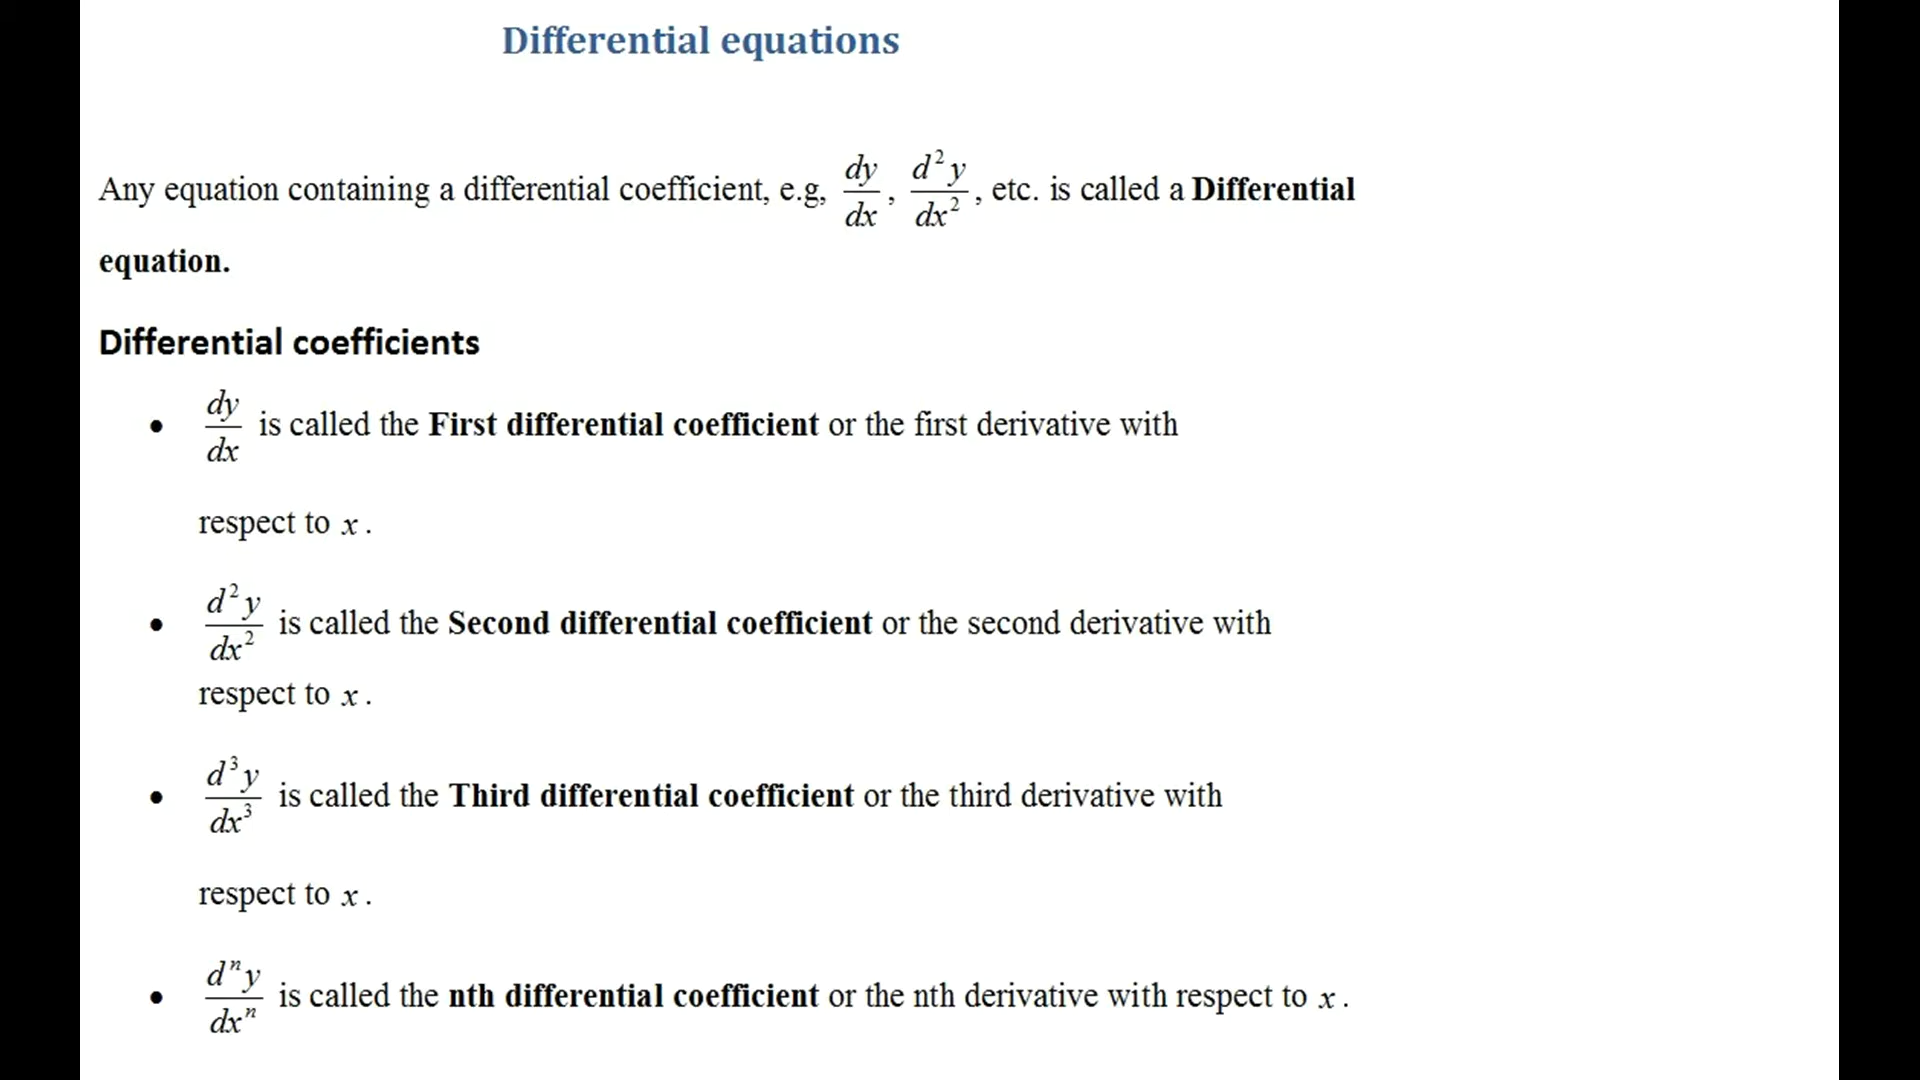 Differential equations
Any equation containing a differential coefficient, e.g, dy/dx, d²y/dx², etc. is called a Differential
equation.
Differential coefficients
• dy/dx is called the First differential coefficient or the first derivative with
respect to x.
• d²y/dx² is called the Second differential coefficient or the second derivative with
respect to x.
• d³y/dx³ is called the Third differential coefficient or the third derivative with
respect to x.
• dⁿy/dxⁿ is called the nth differential coefficient or the nth derivative with respect to x.